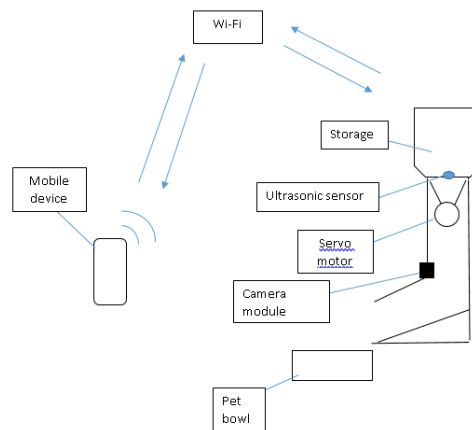 Wi-Fi
Storage
Mobile
device
Ultrasonic sensor
Servo
motor
Camera
module
Pet
bowl